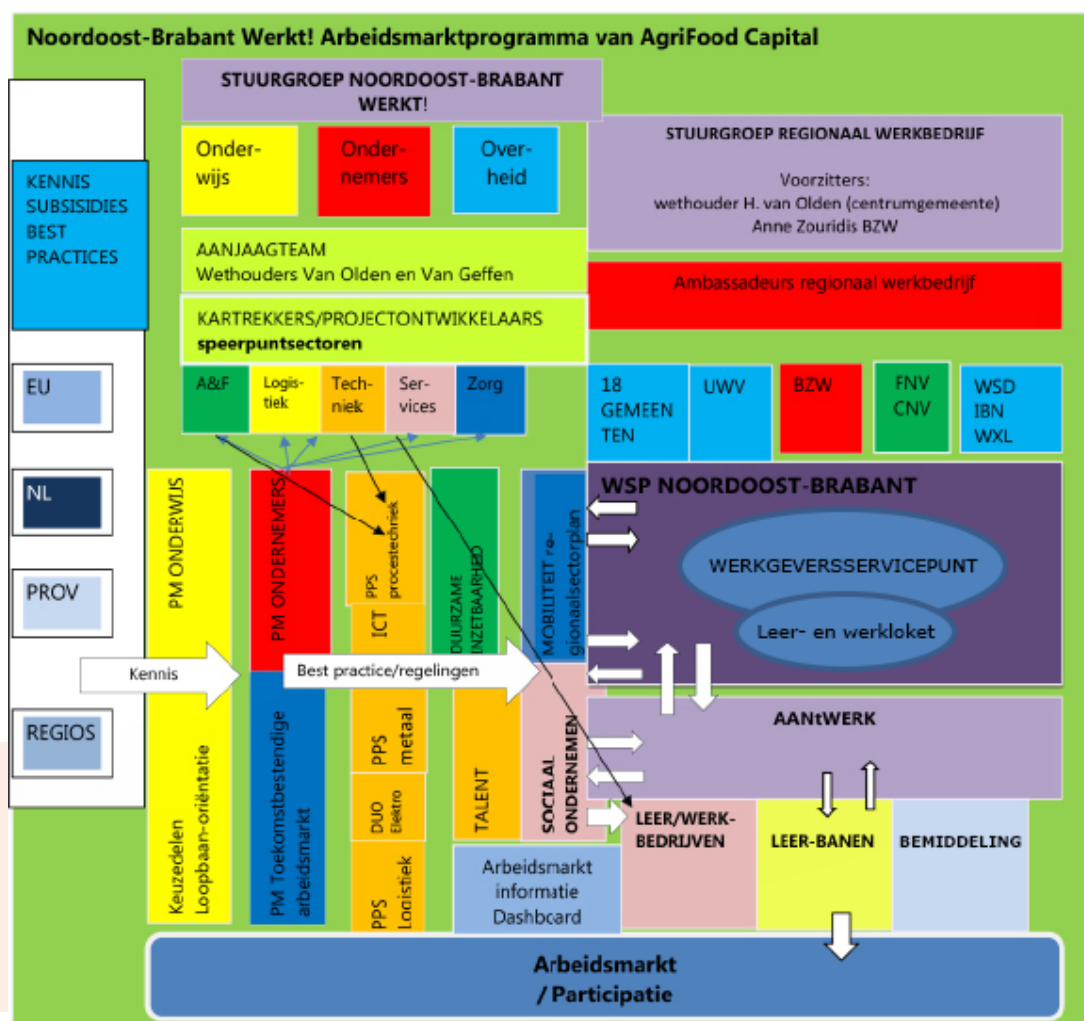 Noordoost-Brabant Werkt! Arbeidsmarktprogramma van AgriFood Capital
STUURGROEP NOORDOOST-BRABANT
WERKT!
Onder-
wijs
Onder-
nemers
Over-
heid
STUURGROEP REGIONAAL WERKBEDRIJF
Voorzitters:
wethouder H. van Olden (centrumgemeente)
Anne Zouridis BZW
KENNIS
SUBSISIDIES
BEST
PRACTICES
AANJAAGTEAM
Wethouders Van Olden en Van Geffen
Ambassadeurs regionaal werkbedrijf
KARTREKKERS/PROJECTONTWIKKELAARS
speerpuntsectoren
A&F
Logis-
tiek
Tech-
niek
Ser-
vices
Zorg
18
GEMEEN
TEN
UWV
BZW
FNV
CNV
WSD
IBN
WXL
EU
NL
PROV
REGIOS
PM ONDERWIJS
Keuzedelen
Loopbaan-oriëntatie
PM ONDERNEMERS
PM Toekomstbestendige
arbeidsmarkt
PPS
procestechniek
ICT
PPS
metaal
DUO
Elektro
PPS
Logistiek
DUURZAME
INZETBAARHEID
TALENT
MOBILITEIT re-
gionaalsectorplan
SOCIAAL
ONDERNEMEN
Kennis
Best practice/regelingen
WSP NOORDOOST-BRABANT
WERKGEVERSSERVICEPUNT
Leer- en werkloket
AANtWERK
LEER/WERK-
BEDRIJVEN
LEER-BANEN
BEMIDDELING
Arbeidsmarkt
informatie
Dashboard
Arbeidsmarkt
/ Participatie